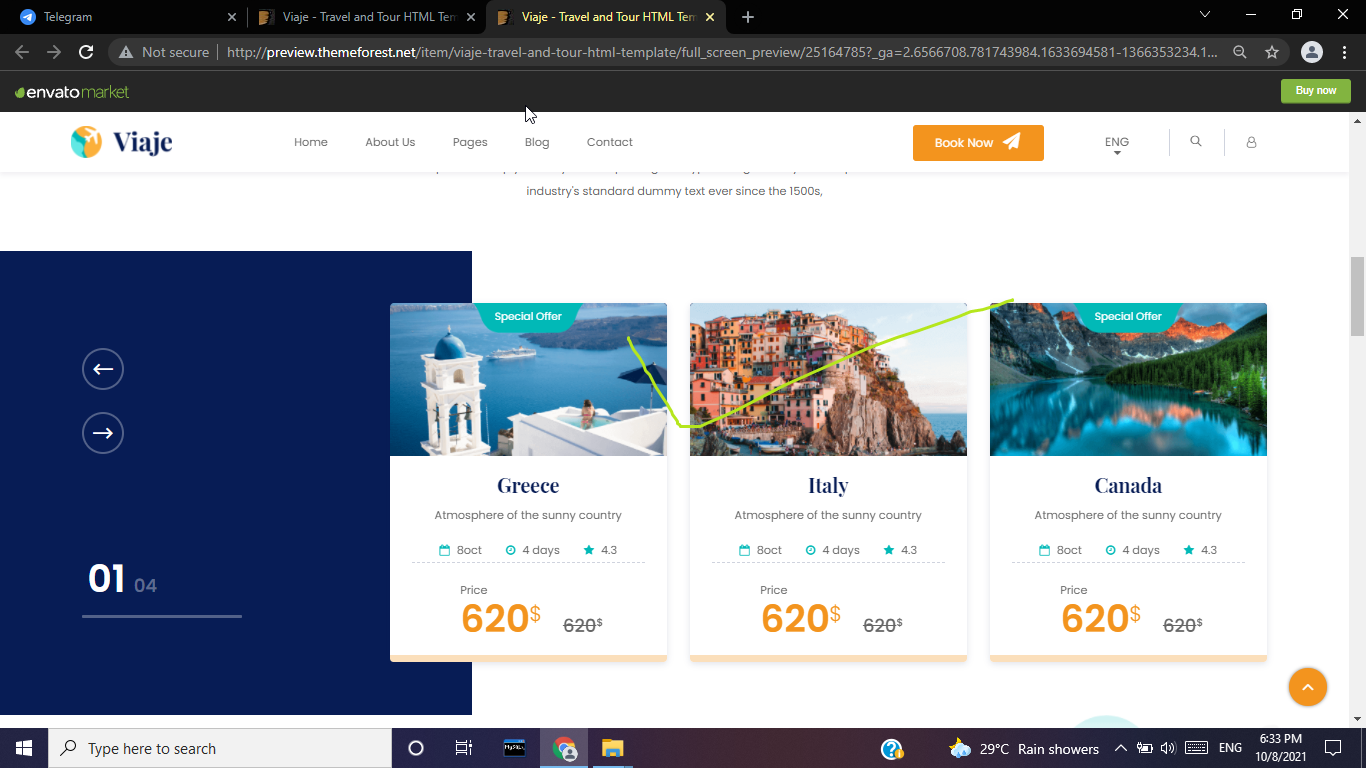 Telegram
Viaje - Travel and Tour HTML Tem
Viaje - Travel and Tour HTML Tem
Not secure
http://preview.themeforest.net/item/viaje-travel-and-tour-html-template/full_screen_preview/25164785?_ga=2.6566708.781743984.1633694581-1366353234.1...
envato market
Buy now
Viaje
Home
About Us
Pages
Blog
Contact
Book Now
ENG
industry's standard dummy text ever since the 1500s,
Special Offer
Special Offer
Greece
Italy
Canada
Atmosphere of the sunny country
Atmosphere of the sunny country
Atmosphere of the sunny country
8oct 4 days 4.3
8oct 4 days 4.3
8oct 4 days 4.3
01 04
Price
Price
Price
620$ 620$
620$ 620$
620$ 620$
Type here to search
MySQL
29°C Rain showers
ENG
6:33 PM
10/8/2021